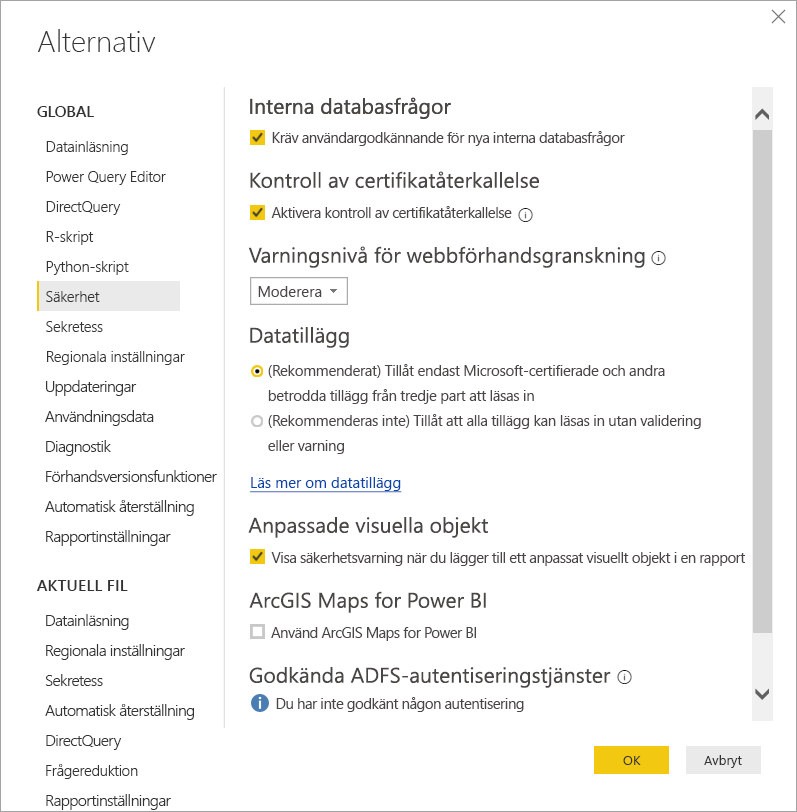 Alternativ
GLOBAL
Datainläsning
Power Query Editor
DirectQuery
R-skript
Python-skript
Säkerhet
Sekretess
Regionala inställningar
Uppdateringar
Användningsdata
Diagnostik
Förhandsversionsfunktioner
Automatisk återställning
Rapportinställningar
AKTUELL FIL
Datainläsning
Regionala inställningar
Sekretess
Automatisk återställning
DirectQuery
Frågereduktion
Rapportinställningar
Interna databasfrågor
Kräv användargodkännande för nya interna databasfrågor
Kontroll av certifikatåterkallelse
Aktivera kontroll av certifikatåterkallelse
Varningsnivå för webbförhandsgranskning
Moderera
Datatillägg
(Rekommenderat) Tillåt endast Microsoft-certifierade och andra
betrodda tillägg från tredje part att läsas in
(Rekommenderas inte) Tillåt att alla tillägg kan läsas in utan validering
eller varning
Läs mer om datatillägg
Anpassade visuella objekt
Visa säkerhetsvarning när du lägger till ett anpassat visuellt objekt i en rapport
ArcGIS Maps for Power BI
Använd ArcGIS Maps for Power BI
Godkända ADFS-autentiseringstjänster
Du har inte godkänt någon autentisering
OK
Avbryt